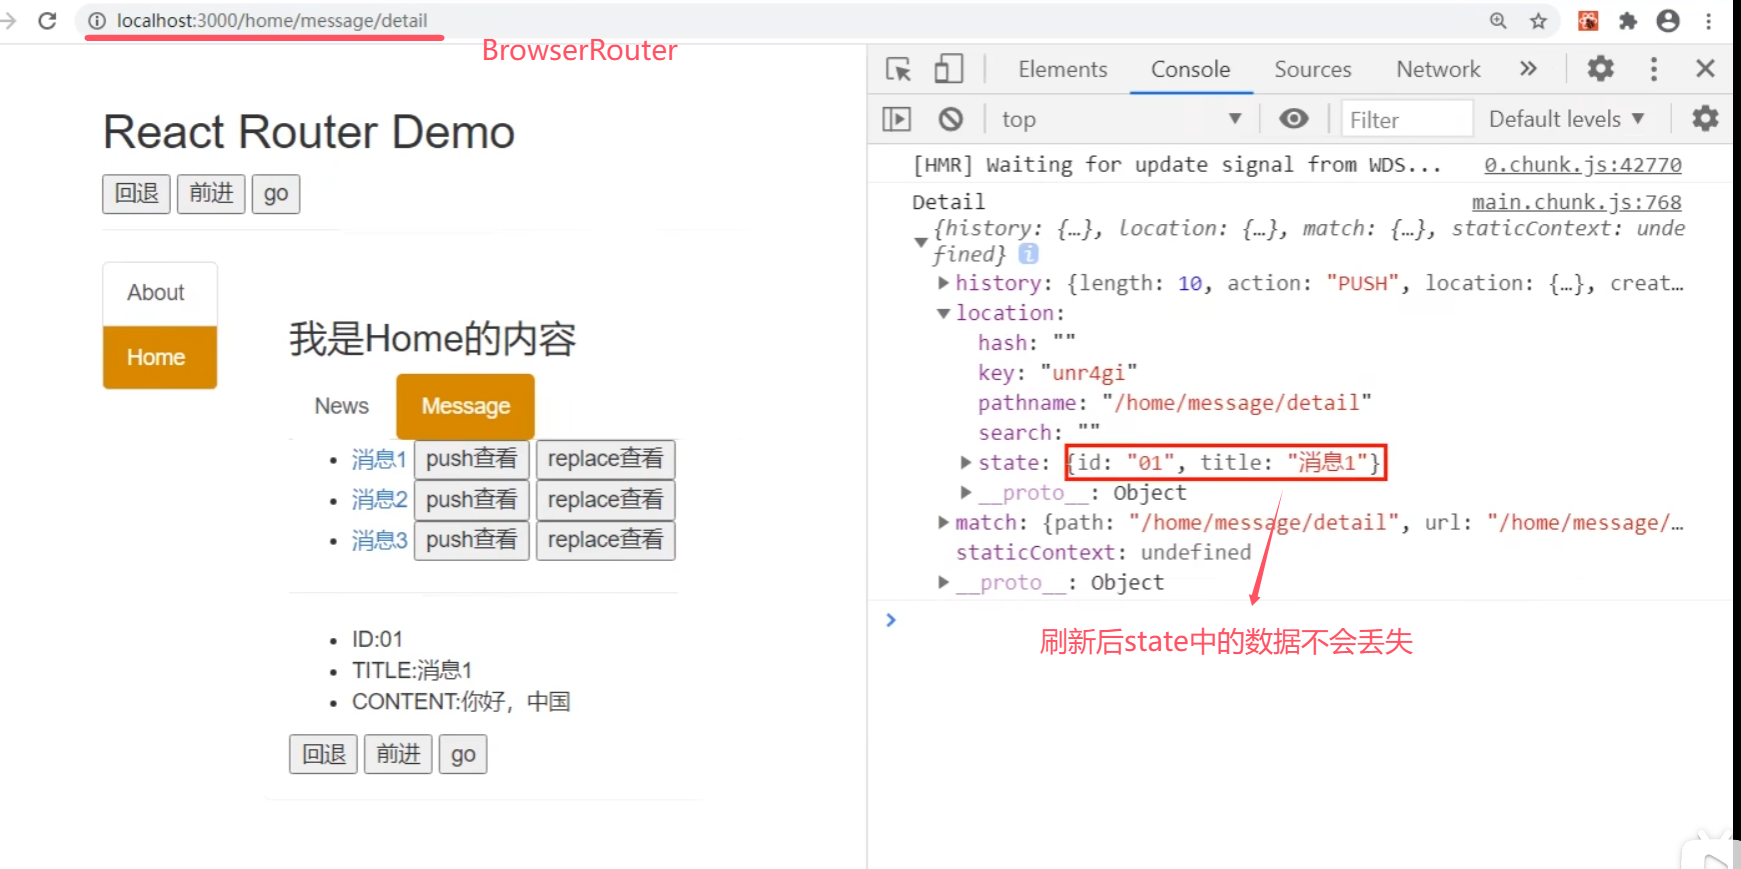 localhost:3000/home/message/detail
BrowserRouter
React Router Demo
回退 前进 go
About
Home
我是Home的内容
News Message
消息1 push查看 replace查看
消息2 push查看 replace查看
消息3 push查看 replace查看
ID:01
TITLE:消息1
CONTENT:你好，中国
回退 前进 go
Elements Console Sources Network »
top Filter Default levels
[HMR] Waiting for update signal from WDS... 0.chunk.js:42770
Detail main.chunk.js:768
{history: {…}, location: {…}, match: {…}, staticContext: unde
fined} i
history: {length: 10, action: "PUSH", location: {…}, creat…
location:
hash: ""
key: "unr4gi"
pathname: "/home/message/detail"
search: ""
state: {id: "01", title: "消息1"}
__proto__: Object
match: {path: "/home/message/detail", url: "/home/message/…
staticContext: undefined
__proto__: Object
刷新后state中的数据不会丢失